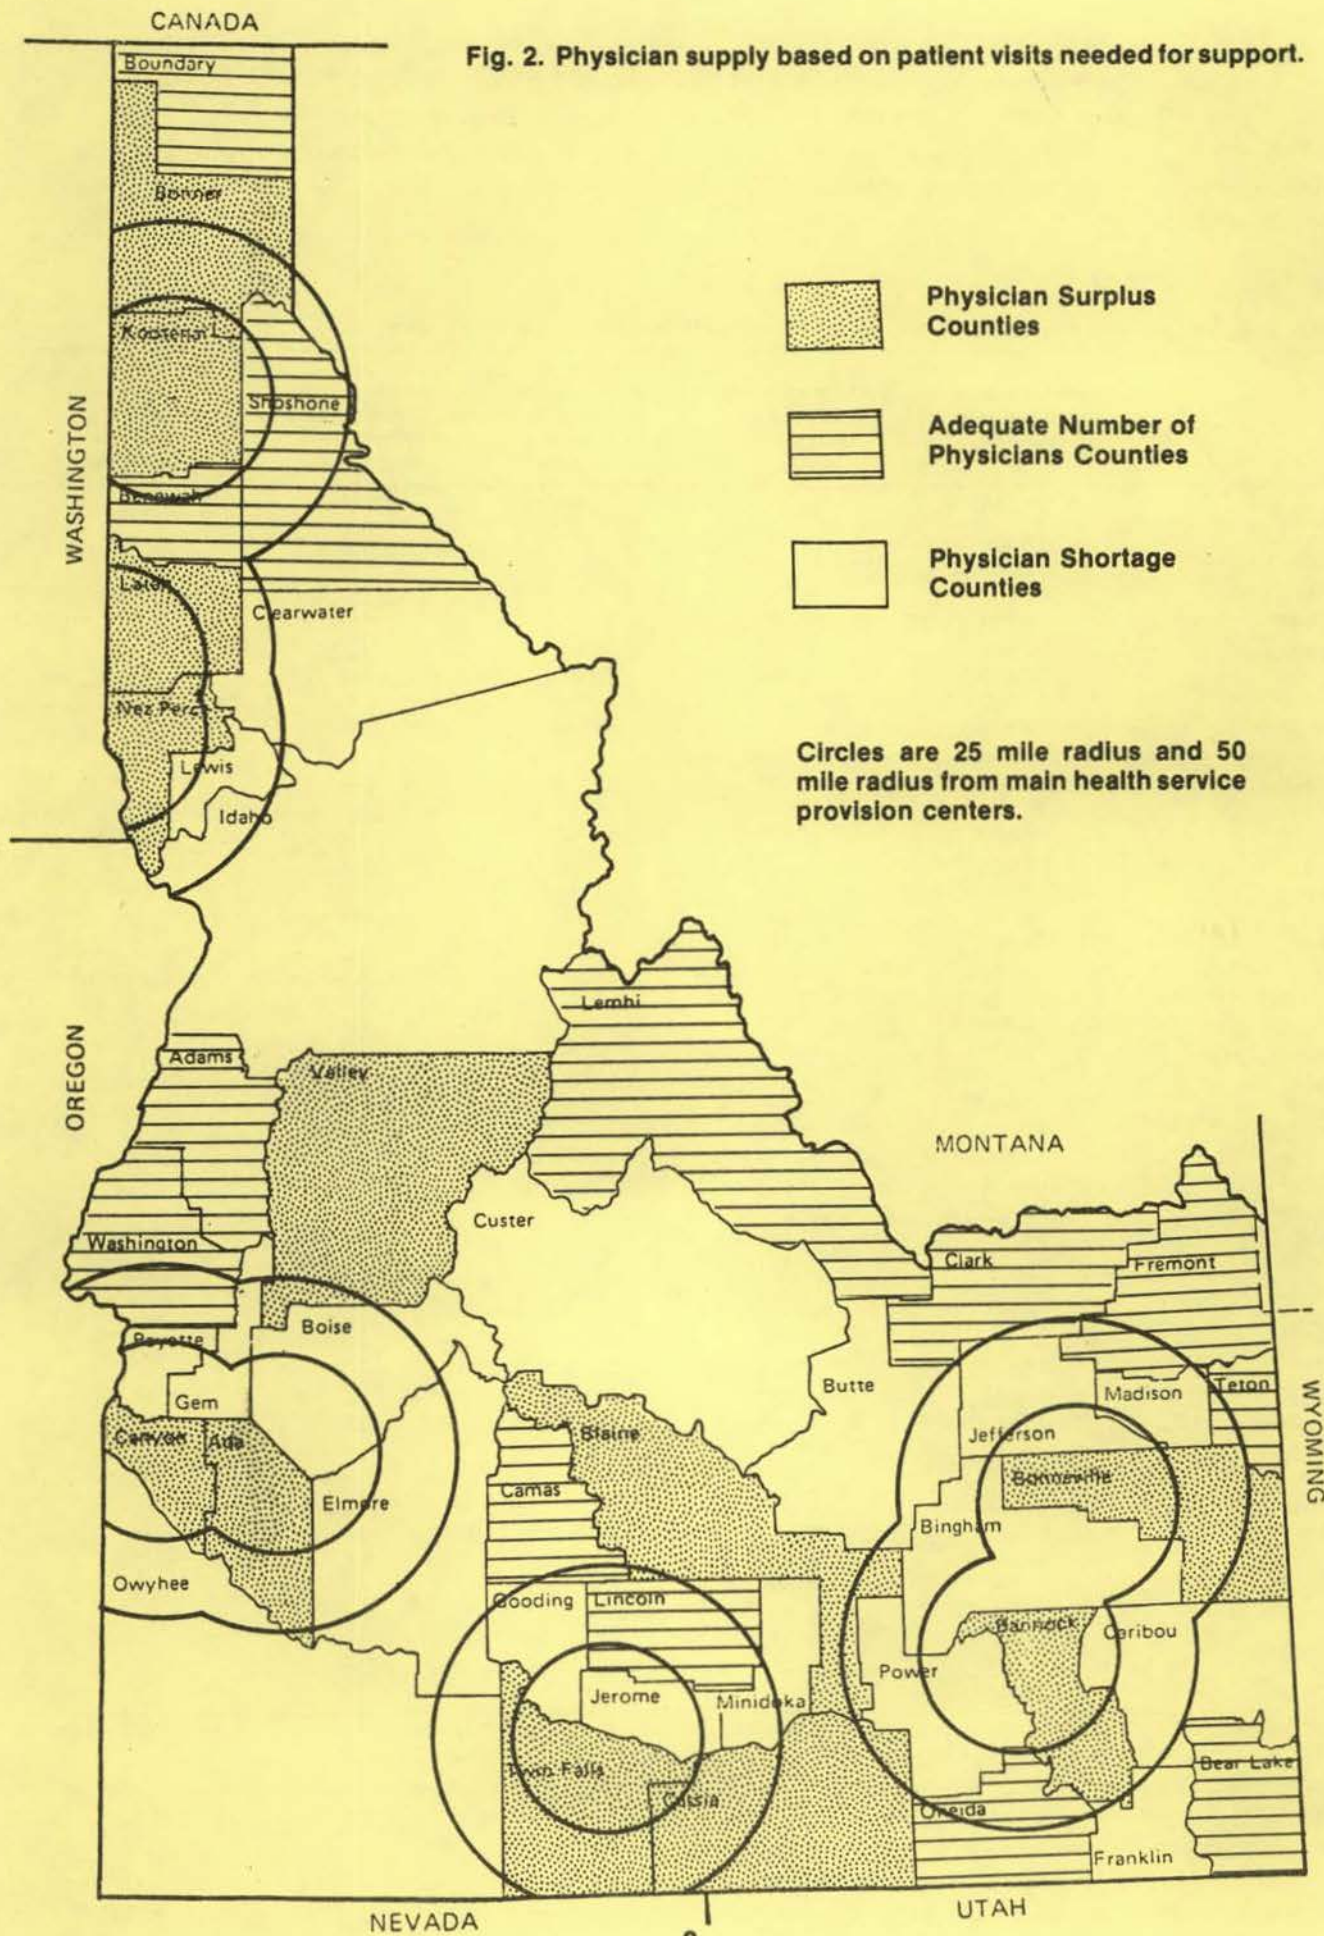 CANADA
Fig. 2. Physician supply based on patient visits needed for support.
Boundary
Bonner
Physician Surplus
Counties
Kootenai
WASHINGTON
Shoshone
Adequate Number of
Physicians Counties
Benewah
Physician Shortage
Counties
Latah
Clearwater
Nez Perce
Lewis
Circles are 25 mile radius and 50
mile radius from main health service
provision centers.
Idaho
Lemhi
OREGON
Adams
Valley
MONTANA
Custer
Washington
Clark
Fremont
Boise
Payette
Butte
Madison
Teton
WYOMING
Gem
Jefferson
Canyon
Ada
Blaine
Bonneville
Camas
Elmore
Bingham
Owyhee
Gooding
Lincoln
Bannock
Caribou
Power
Jerome
Minidoka
Twin Falls
Cassia
Bear Lake
Oneida
Franklin
NEVADA
UTAH